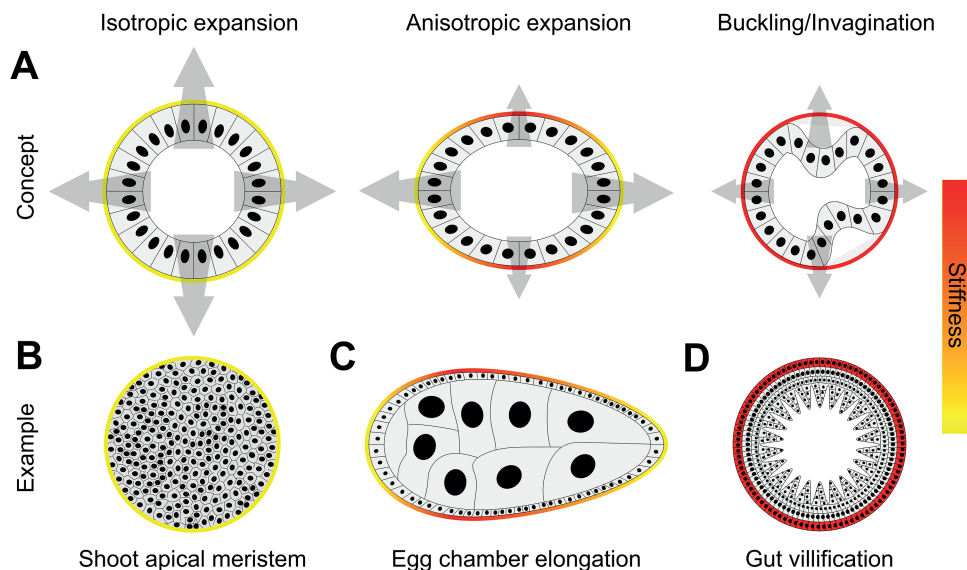 Isotropic expansion
Anisotropic expansion
Buckling/Invagination
A
Concept
Stiffness
B
C
D
Example
Shoot apical meristem
Egg chamber elongation
Gut villification